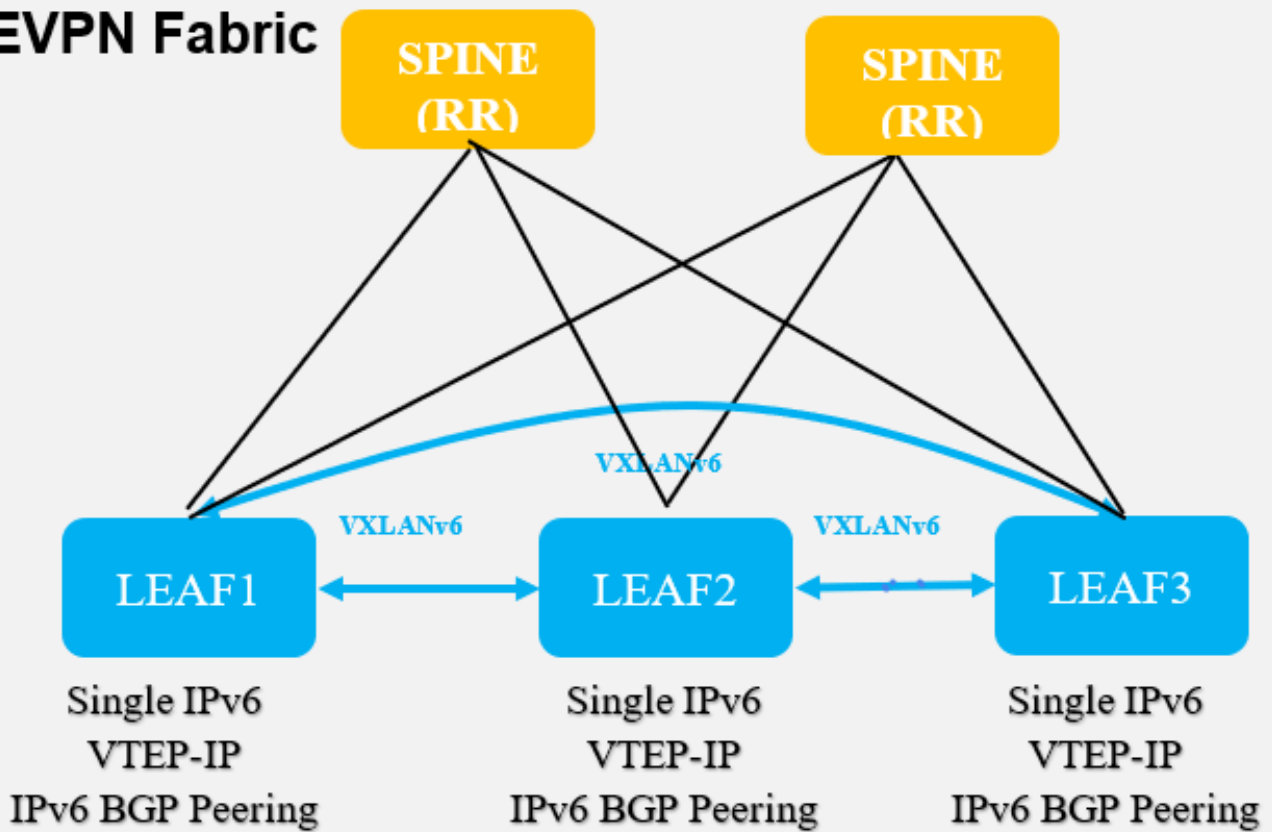 EVPN Fabric
SPINE
(RR)
SPINE
(RR)
VXLANv6
VXLANv6
VXLANv6
LEAF1
LEAF2
LEAF3
Single IPv6
VTEP-IP
IPv6 BGP Peering
Single IPv6
VTEP-IP
IPv6 BGP Peering
Single IPv6
VTEP-IP
IPv6 BGP Peering